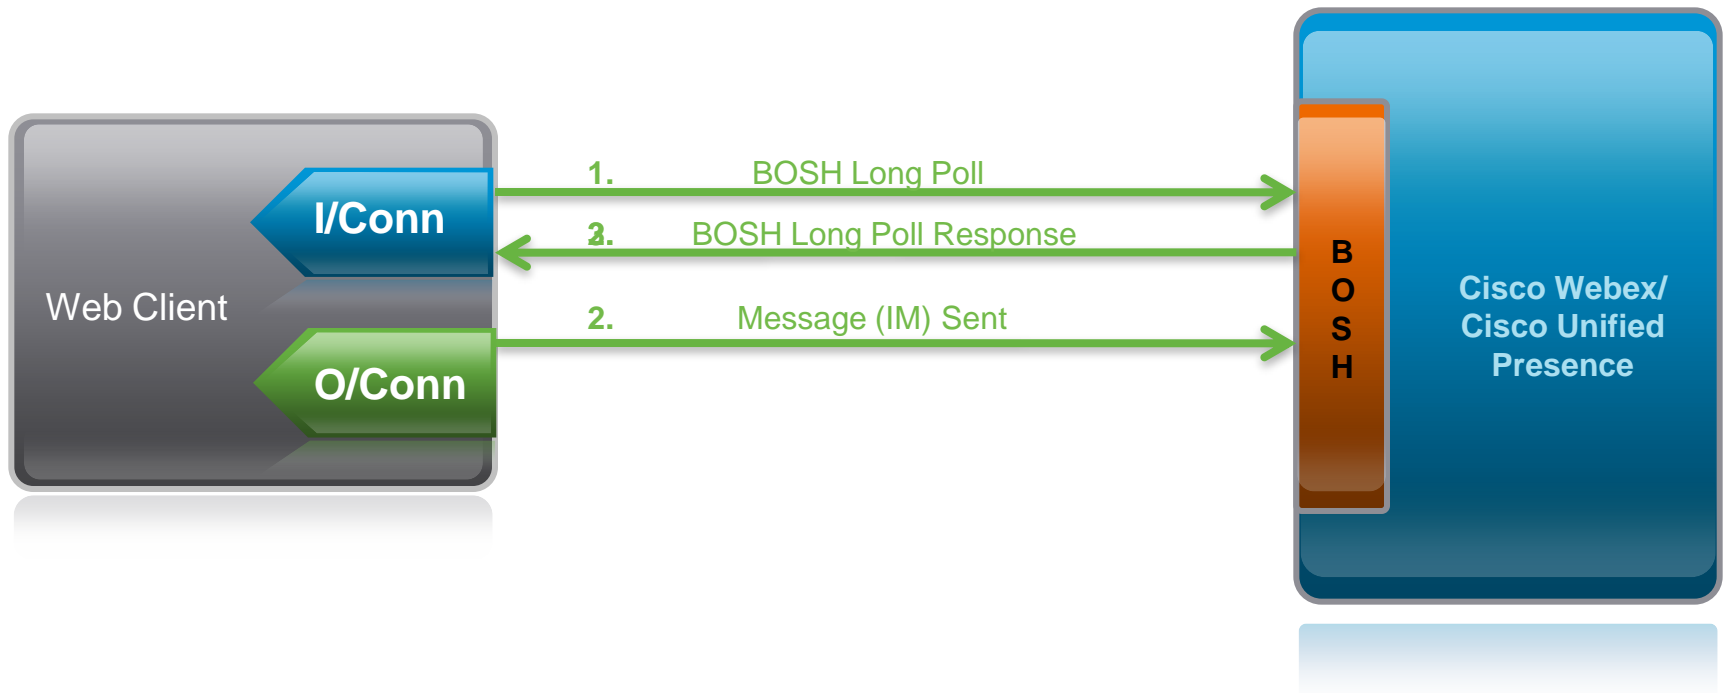 1. BOSH Long Poll
I/Conn
BOSH Long Poll Response
Web Client
2. Message (IM) Sent
O/Conn
B
O
S
H
Cisco Webex/
Cisco Unified
Presence